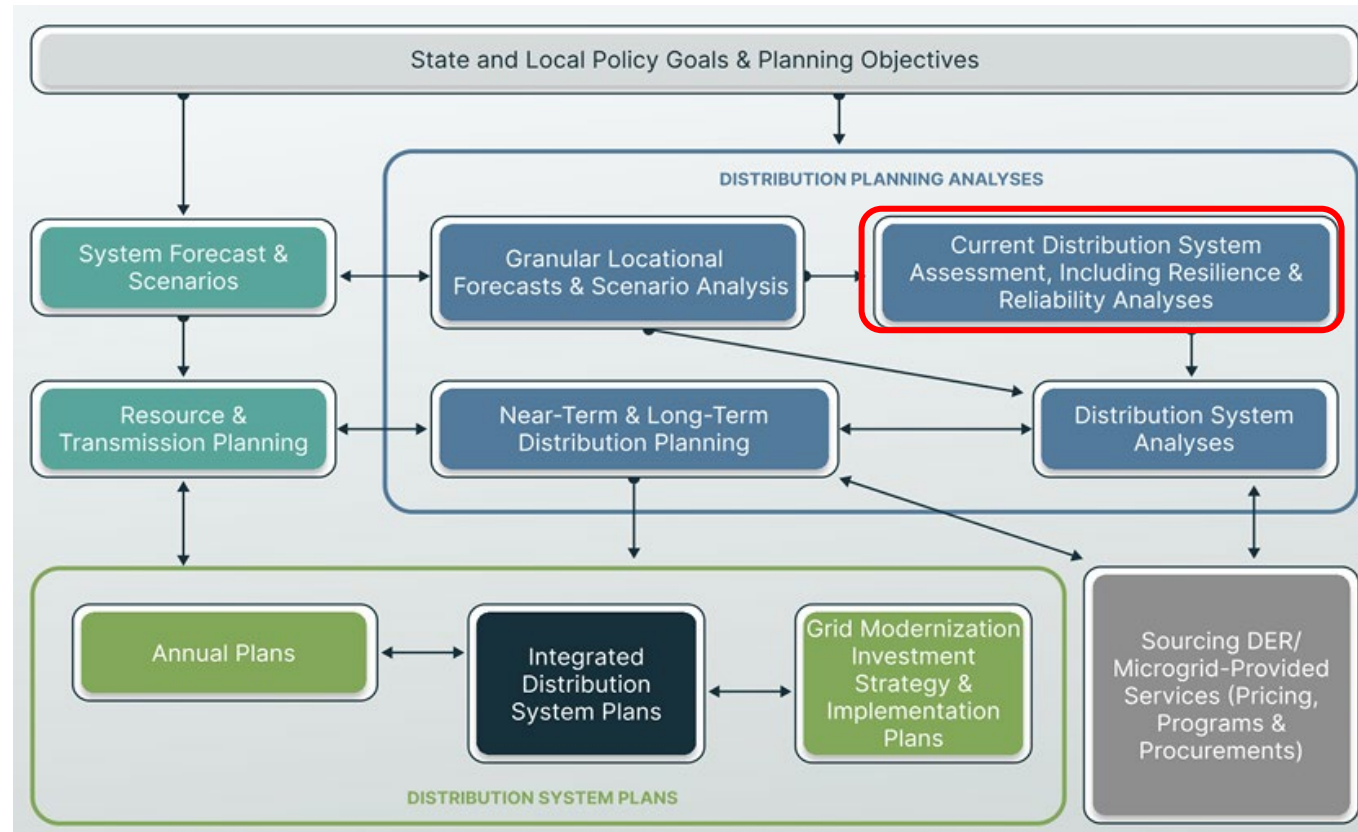 State and Local Policy Goals & Planning Objectives
DISTRIBUTION PLANNING ANALYSES
System Forecast &
Scenarios
Granular Locational
Forecasts & Scenario Analysis
Current Distribution System
Assessment, Including Resilience &
Reliability Analyses
Resource &
Transmission Planning
Near-Term & Long-Term
Distribution Planning
Distribution System
Analyses
Annual Plans
Integrated
Distribution
System Plans
Grid Modernization
Investment
Strategy &
Implementation
Plans
Sourcing DER/
Microgrid-Provided
Services (Pricing,
Programs &
Procurements)
DISTRIBUTION SYSTEM PLANS